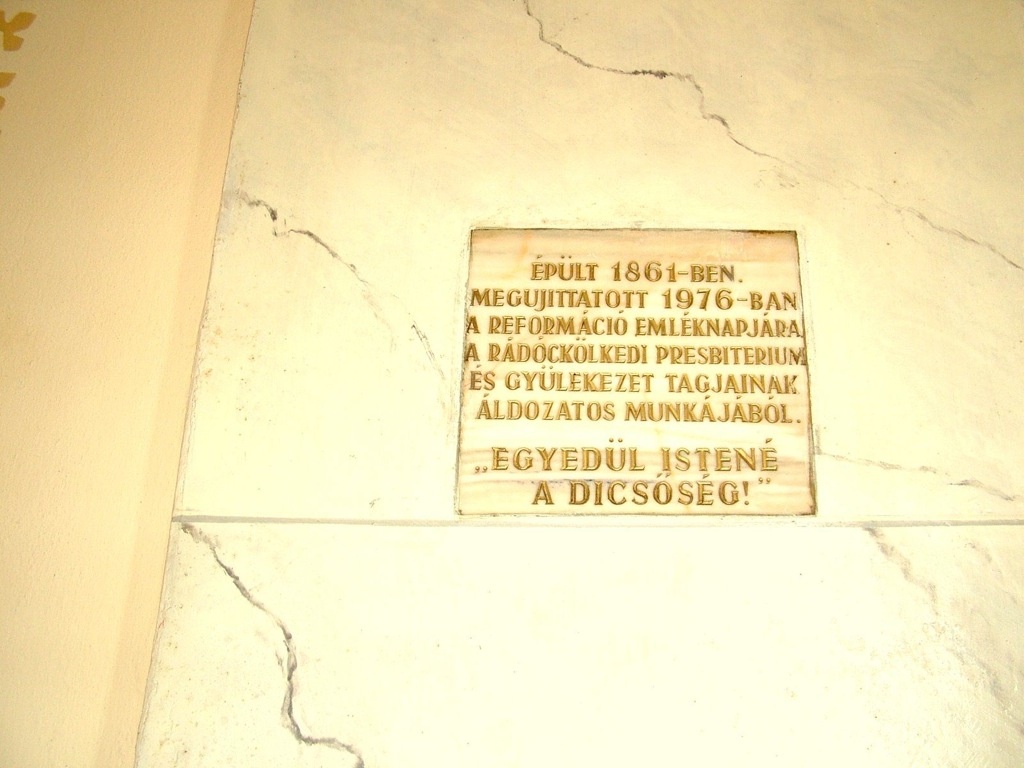 ÉPÜLT 1861-BEN.
MEGUJITTATOTT 1976-BAN
A REFORMÁCIÓ EMLÉKNAPJÁRA
A RÁDÓCKÖLKEDI PRESBITERIUM
ÉS GYÜLEKEZET TAGJAINAK
ÁLDOZATOS MUNKÁJÁBÓL.
„EGYEDÜL ISTENÉ
A DICSŐSÉG!”